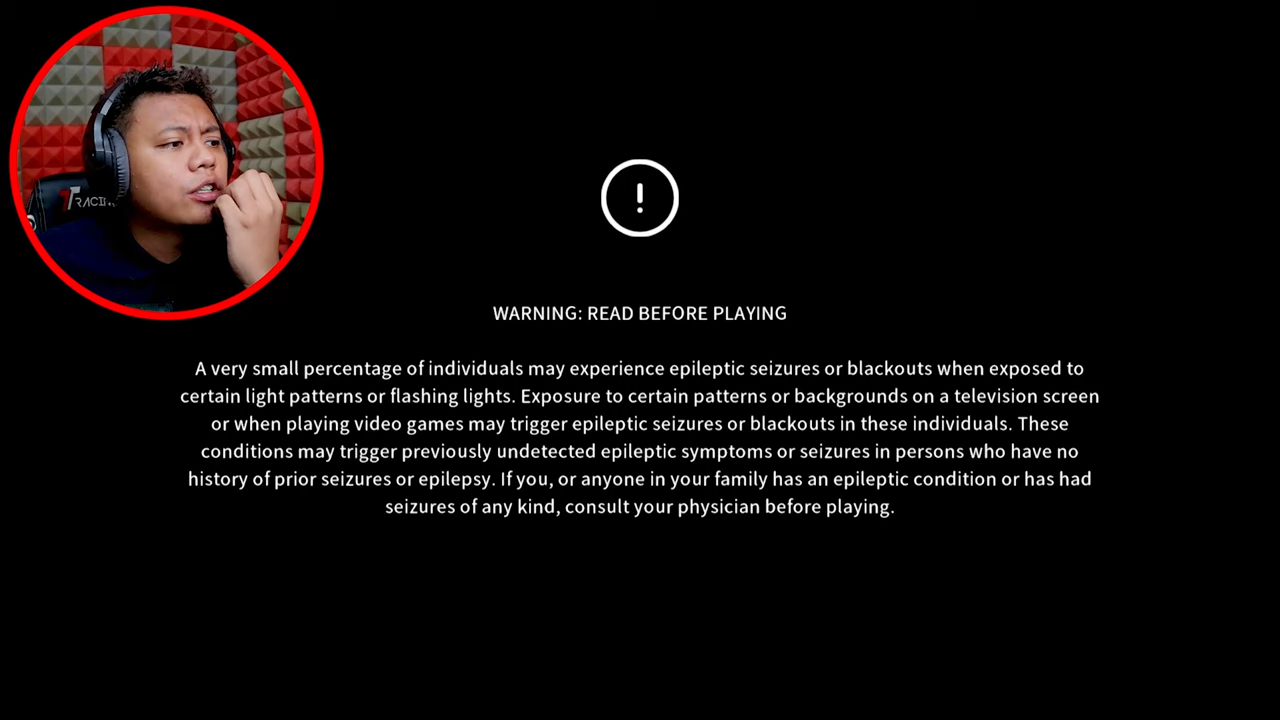 WARNING: READ BEFORE PLAYING
A very small percentage of individuals may experience epileptic seizures or blackouts when exposed to
certain light patterns or flashing lights. Exposure to certain patterns or backgrounds on a television screen
or when playing video games may trigger epileptic seizures or blackouts in these individuals. These
conditions may trigger previously undetected epileptic symptoms or seizures in persons who have no
history of prior seizures or epilepsy. If you, or anyone in your family has an epileptic condition or has had
seizures of any kind, consult your physician before playing.